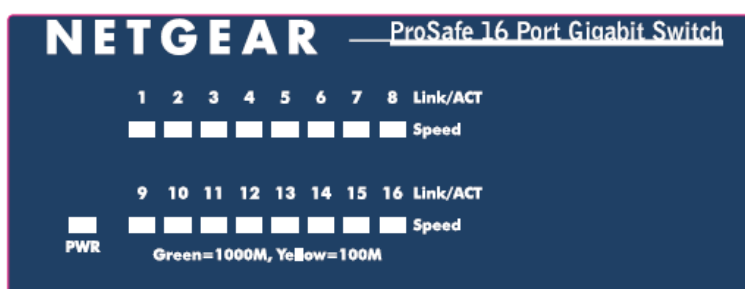 NETGEAR ProSafe 16 Port Gigabit Switch
1 2 3 4 5 6 7 8 Link/ACT
Speed
9 10 11 12 13 14 15 16 Link/ACT
Speed
PWR
Green=1000M, Yellow=100M